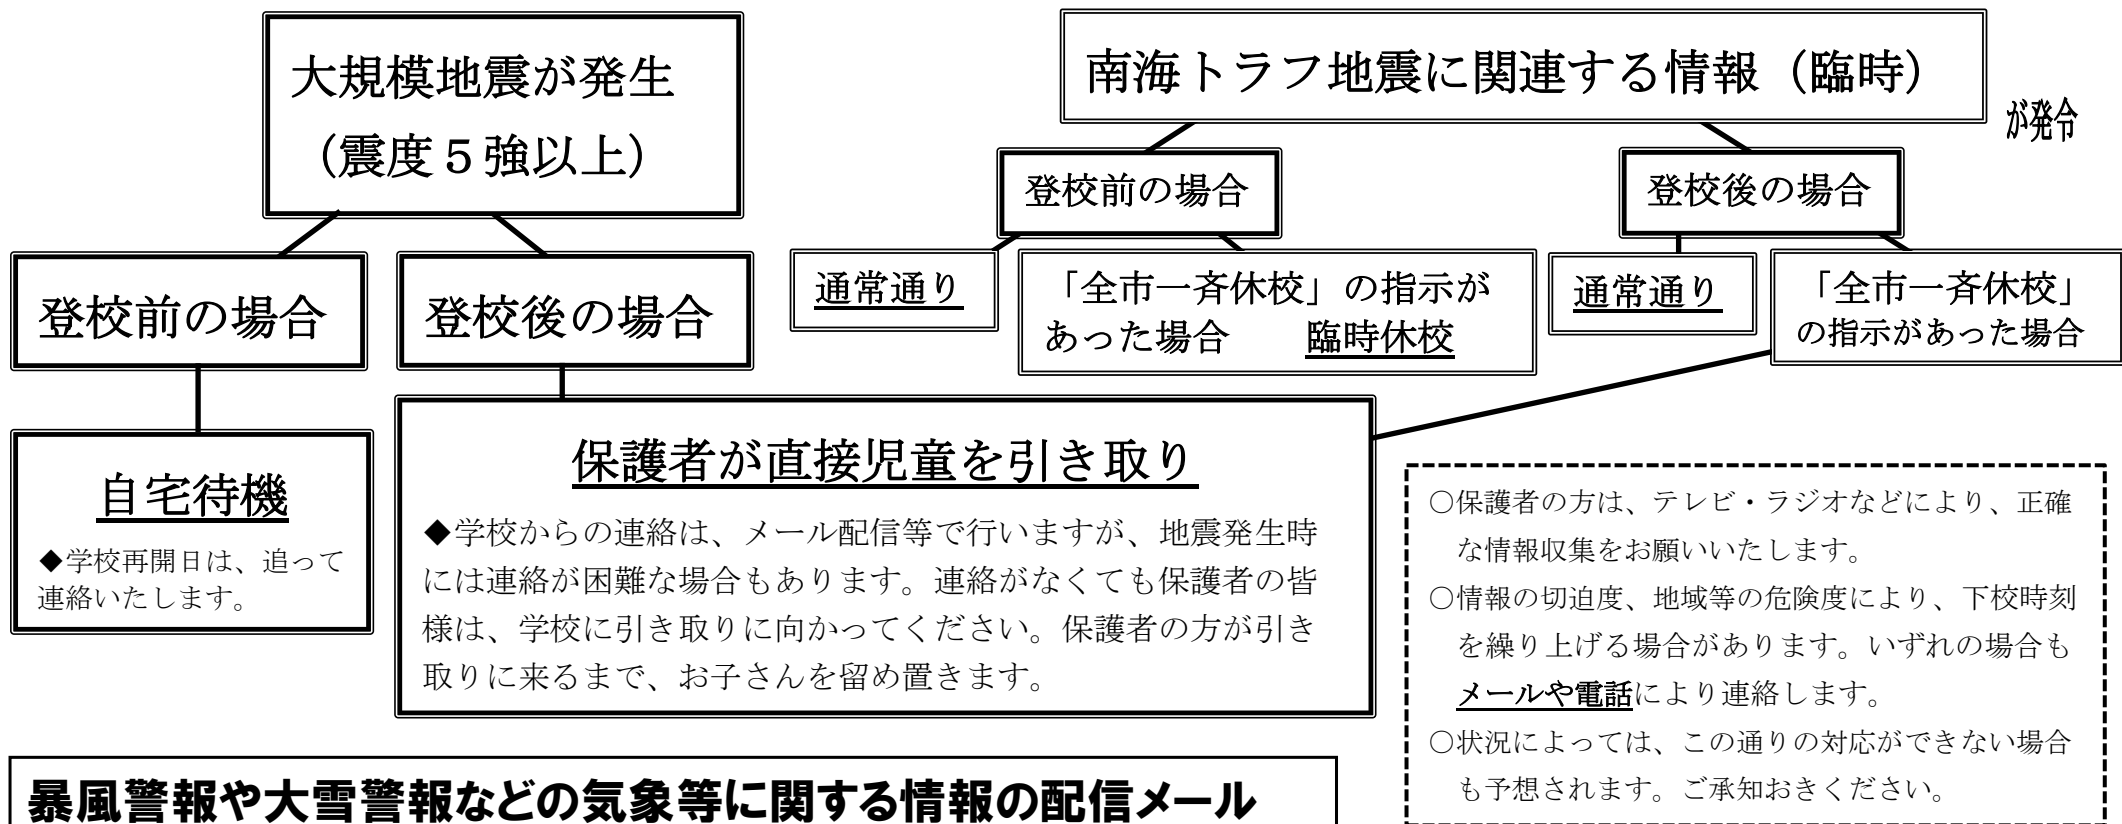 大規模地震が発生
（震度５強以上）
登校前の場合
登校後の場合
自宅待機
◆学校再開日は、追って
連絡いたします。
保護者が直接児童を引き取り
◆学校からの連絡は、メール配信等で行いますが、地震発生時
には連絡が困難な場合もあります。連絡がなくても保護者の皆
様は、学校に引き取りに向かってください。保護者の方が引き
取りに来るまで、お子さんを留め置きます。
南海トラフ地震に関連する情報（臨時）
が発令
登校前の場合
登校後の場合
通常通り
「全市一斉休校」の指示が
あった場合　　臨時休校
通常通り
「全市一斉休校」
の指示があった場合
○保護者の方は、テレビ・ラジオなどにより、正確
な情報収集をお願いいたします。
○情報の切迫度、地域等の危険度により、下校時刻
を繰り上げる場合があります。いずれの場合も
メールや電話により連絡します。
○状況によっては、この通りの対応ができない場合
も予想されます。ご承知おきください。
暴風警報や大雪警報などの気象等に関する情報の配信メール